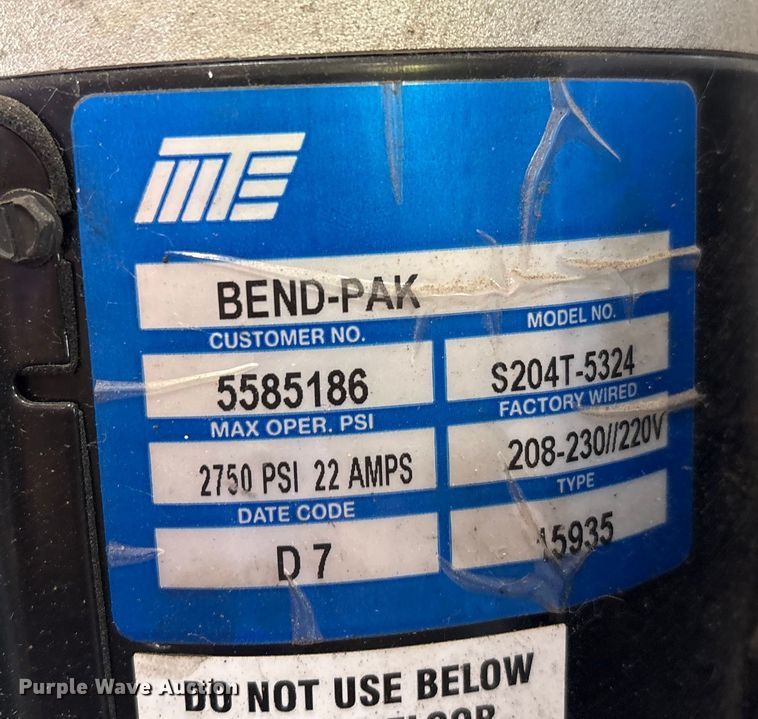 MTE
BEND-PAK
CUSTOMER NO. MODEL NO.
5585186 S204T-5324
MAX OPER. PSI FACTORY WIRED
2750 PSI 22 AMPS 208-230//220V
DATE CODE TYPE
D 7 15935
DO NOT USE BELOW
Purple Wave Auction